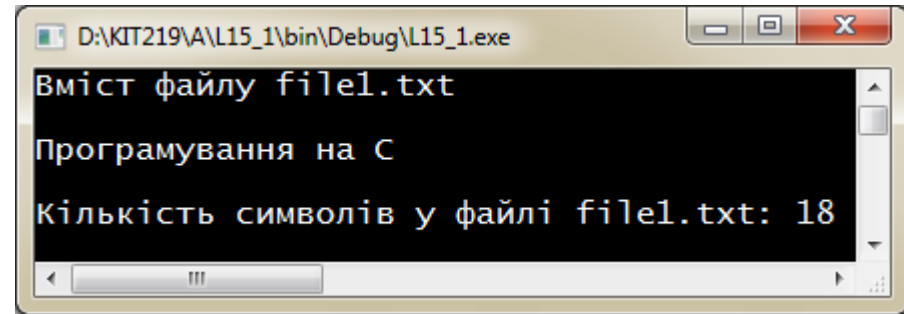 D:\KIT219\A\L15_1\bin\Debug\L15_1.exe
Вміст файлу file1.txt
Програмування на С
Кількість символів у файлі file1.txt: 18